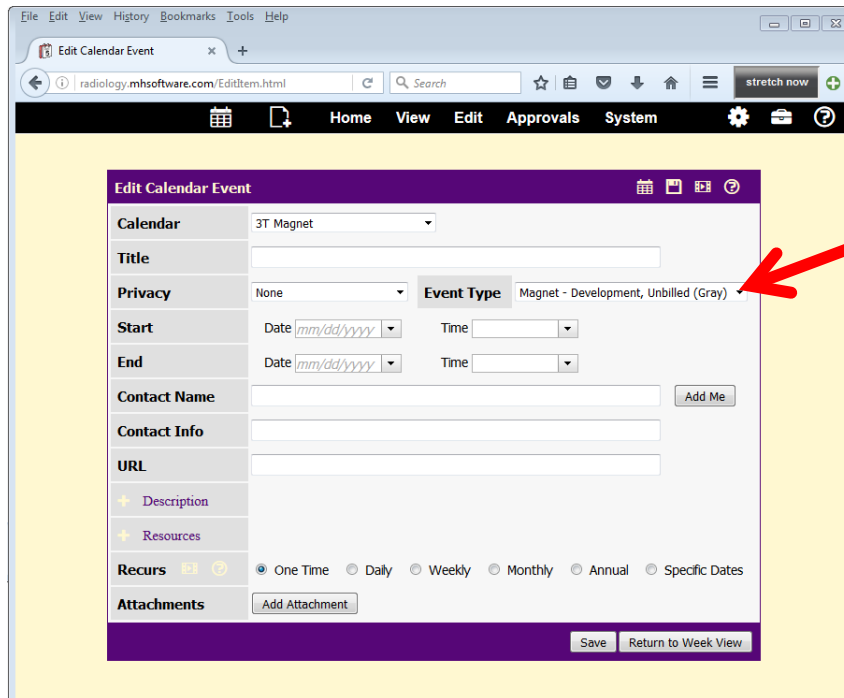 File Edit View History Bookmarks Tools Help
Edit Calendar Event × +
radiology.mhsoftware.com/EditItem.html Search stretch now
Home View Edit Approvals System
Edit Calendar Event
Calendar 3T Magnet
Title
Privacy None Event Type Magnet - Development, Unbilled (Gray)
Start Date mm/dd/yyyy Time
End Date mm/dd/yyyy Time
Contact Name Add Me
Contact Info
URL
+ Description
+ Resources
Recurs One Time Daily Weekly Monthly Annual Specific Dates
Attachments Add Attachment
Save Return to Week View